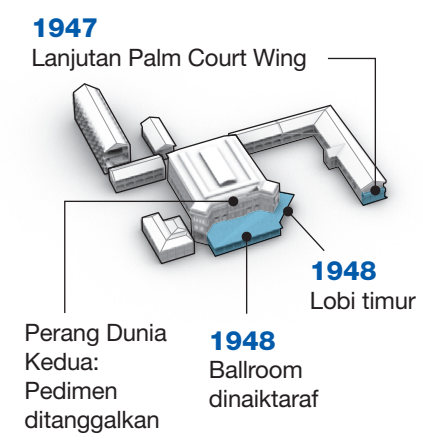 1947
Lanjutan Palm Court Wing
1948
Lobi timur
Perang Dunia
Kedua:
Pedimen
ditanggalkan
1948
Ballroom
dinaiktaraf